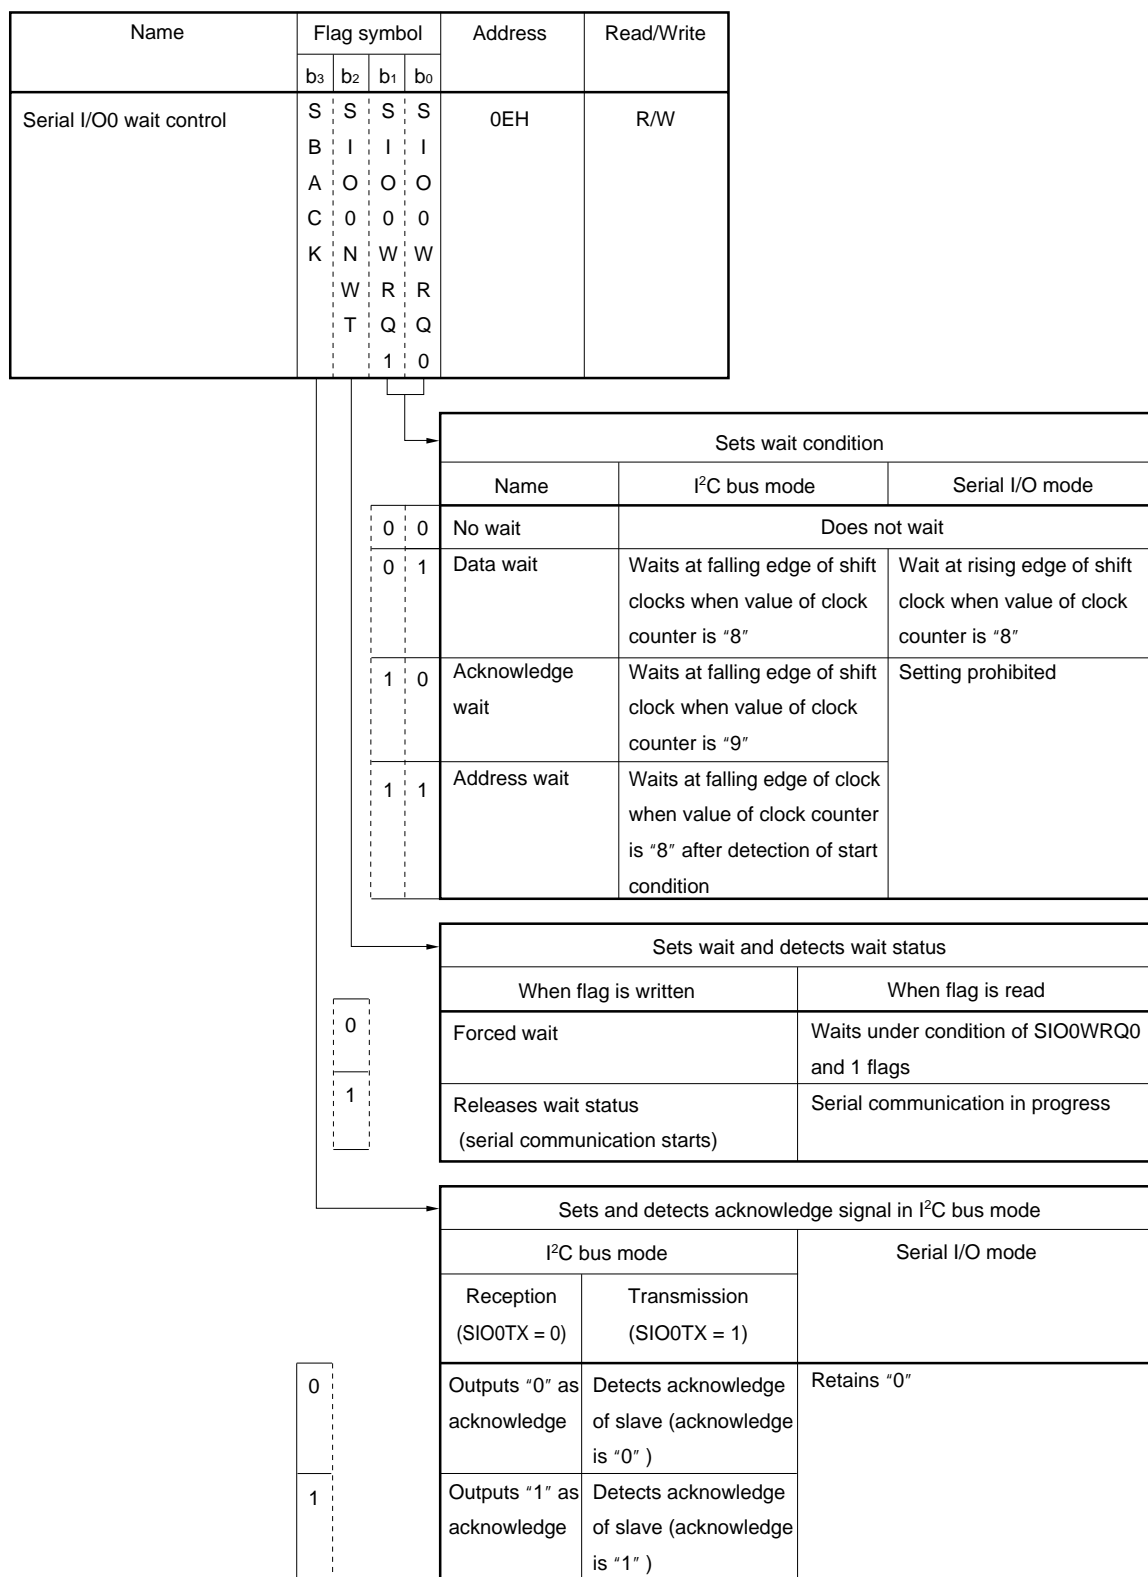 Name Flag symbol Address Read/Write
b3 b2 b1 b0
Serial I/O0 wait control S S S S 0EH R/W
B I I I
A O O O
C 0 0 0
K N W W
W R R
T Q Q
1 0
Sets wait condition
Name I2C bus mode Serial I/O mode
0 0 No wait Does not wait
0 1 Data wait Waits at falling edge of shift Wait at rising edge of shift
clocks when value of clock clock when value of clock
counter is “8” counter is “8”
1 0 Acknowledge Waits at falling edge of shift Setting prohibited
wait clock when value of clock
counter is “9”
1 1 Address wait Waits at falling edge of clock
when value of clock counter
is “8” after detection of start
condition
Sets wait and detects wait status
When flag is written When flag is read
0 Forced wait Waits under condition of SIO0WRQ0
and 1 flags
1 Releases wait status Serial communication in progress
(serial communication starts)
Sets and detects acknowledge signal in I2C bus mode
I2C bus mode Serial I/O mode
Reception Transmission
(SIO0TX = 0) (SIO0TX = 1)
0 Outputs “0” as Detects acknowledge Retains “0”
acknowledge of slave (acknowledge
is “0” )
1 Outputs “1” as Detects acknowledge
acknowledge of slave (acknowledge
is “1” )